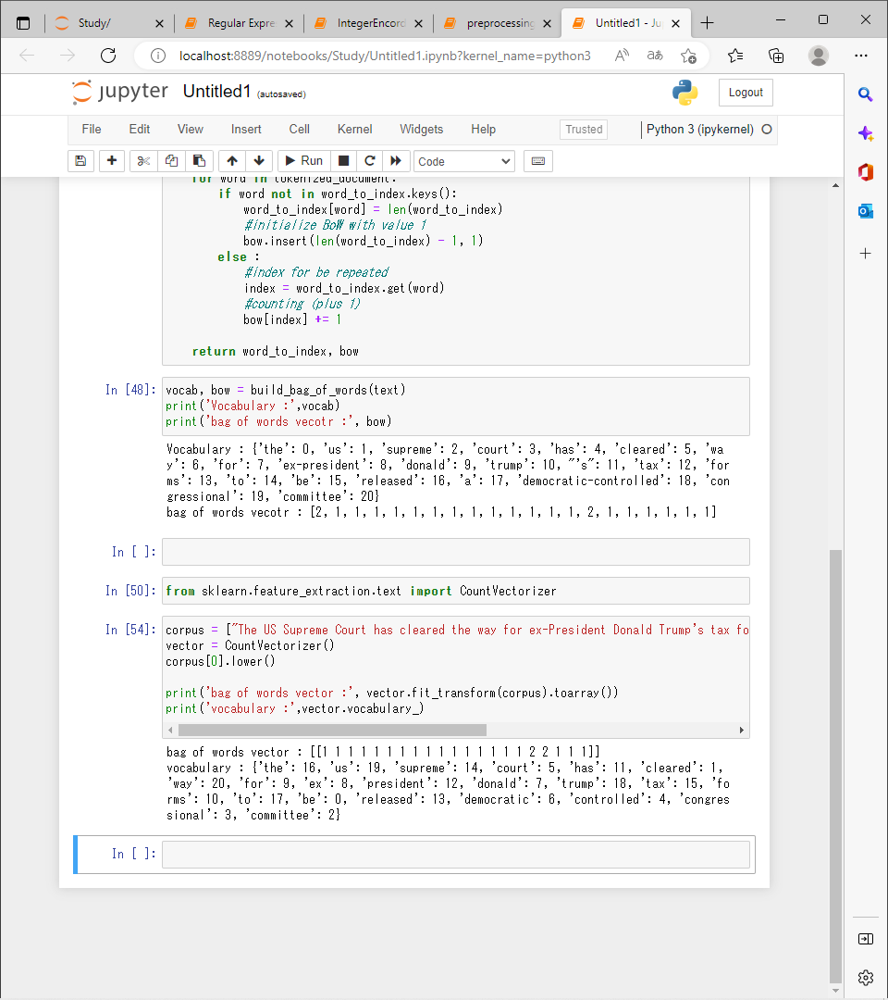 Study/
Regular Expre
IntegerEncord
preprocessing
Untitled1 - Ju
localhost:8889/notebooks/Study/Untitled1.ipynb?kernel_name=python3
jupyter Untitled1 (autosaved)
Logout
File Edit View Insert Cell Kernel Widgets Help
Trusted
Python 3 (ipykernel)
Run
Code
for word in tokenized_document:
if word not in word_to_index.keys():
word_to_index[word] = len(word_to_index)
#initialize BoW with value 1
bow.insert(len(word_to_index) - 1, 1)
else :
#index for be repeated
index = word_to_index.get(word)
#counting (plus 1)
bow[index] += 1
return word_to_index, bow
In [48]:
vocab, bow = build_bag_of_words(text)
print('Vocabulary :',vocab)
print('bag of words vecotr :', bow)
Vocabulary : {'the': 0, 'us': 1, 'supreme': 2, 'court': 3, 'has': 4, 'cleared': 5, 'wa
y': 6, 'for': 7, 'ex-president': 8, 'donald': 9, 'trump': 10, "'s": 11, 'tax': 12, 'for
ms': 13, 'to': 14, 'be': 15, 'released': 16, 'a': 17, 'democratic-controlled': 18, 'con
gressional': 19, 'committee': 20}
bag of words vecotr : [2, 1, 1, 1, 1, 1, 1, 1, 1, 1, 1, 1, 1, 1, 2, 1, 1, 1, 1, 1, 1]
In [ ]:
In [50]:
from sklearn.feature_extraction.text import CountVectorizer
In [54]:
corpus = ["The US Supreme Court has cleared the way for ex-President Donald Trump's tax fo
vector = CountVectorizer()
corpus[0].lower()
print('bag of words vector :', vector.fit_transform(corpus).toarray())
print('vocabulary :',vector.vocabulary_)
bag of words vector : [[1 1 1 1 1 1 1 1 1 1 1 1 1 1 1 1 2 2 1 1 1]]
vocabulary : {'the': 16, 'us': 19, 'supreme': 14, 'court': 5, 'has': 11, 'cleared': 1,
'way': 20, 'for': 9, 'ex': 8, 'president': 12, 'donald': 7, 'trump': 18, 'tax': 15, 'fo
rms': 10, 'to': 17, 'be': 0, 'released': 13, 'democratic': 6, 'controlled': 4, 'congres
sional': 3, 'committee': 2}
In [ ]: